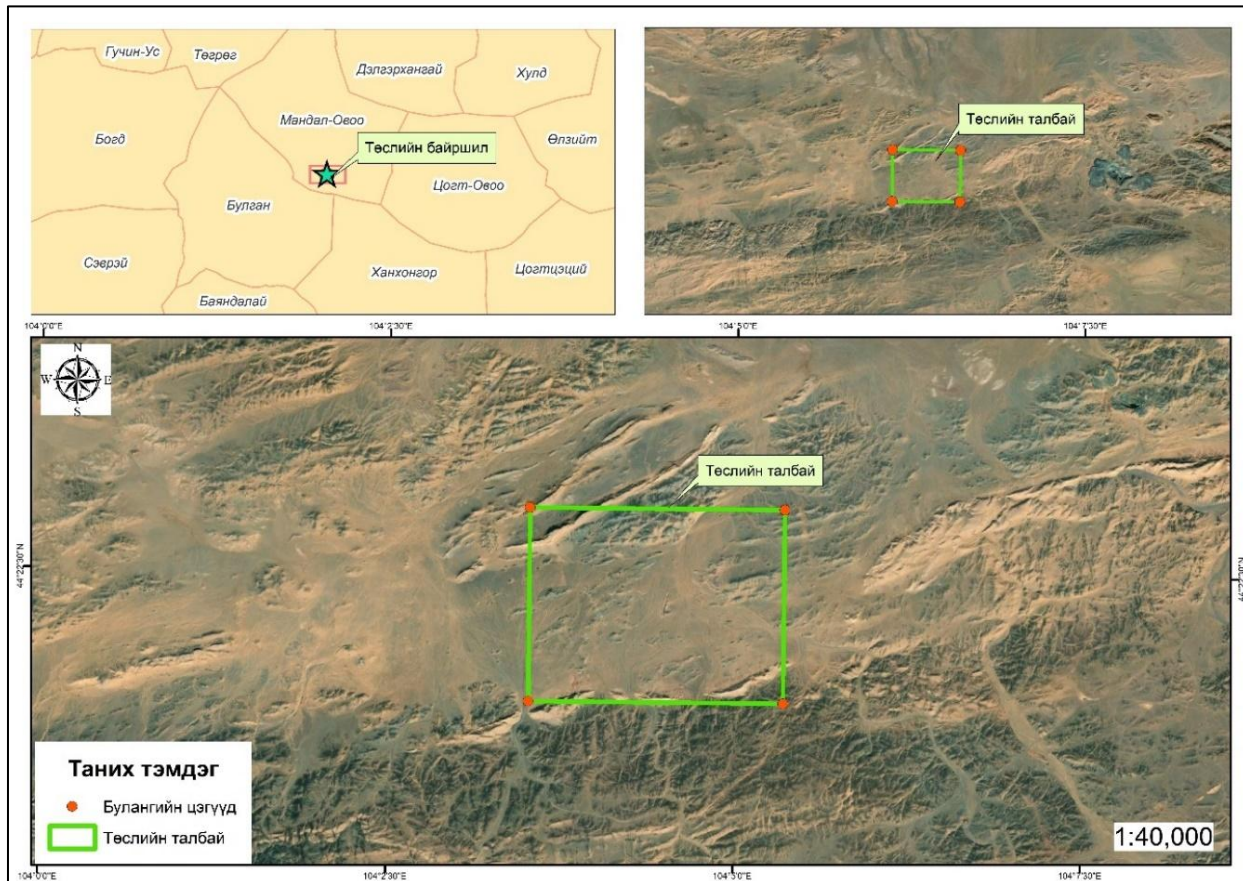 Гучин-Ус
Төгрөг
Дэлгэрхангай
Хулд
Мандал-Овоо
Богд
Төслийн байршил
Өлзийт
Цогт-Овоо
Булган
Сэврэй
Ханхонгор
Цогтцэций
Баяндалай
Төслийн талбай
104°0'0"E
104°2'30"E
104°5'0"E
104°7'30"E
N
W E
S
Төслийн талбай
44°22'30"N
44°22'30"N
Таних тэмдэг
Булангийн цэгүүд
Төслийн талбай
1:40,000
104°0'0"E
104°2'30"E
104°5'0"E
104°7'30"E